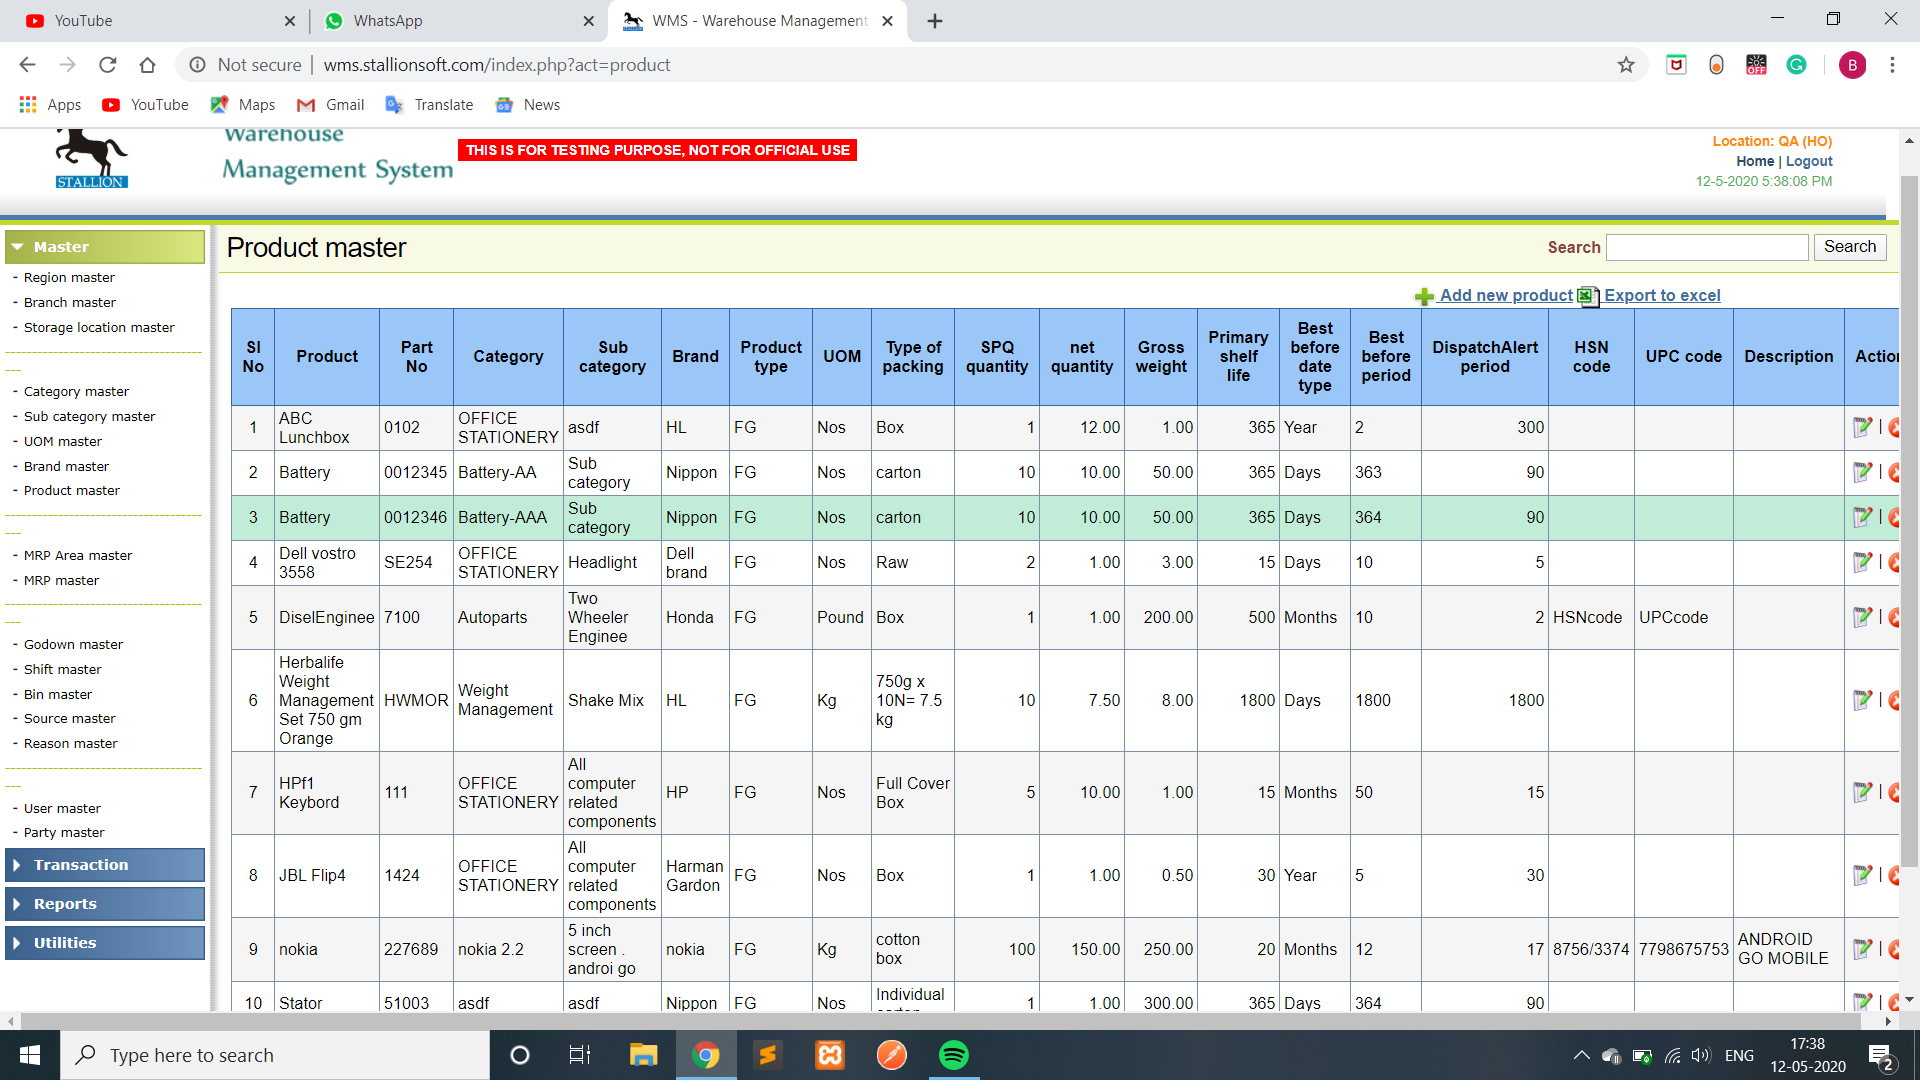 YouTube
WhatsApp
WMS - Warehouse Management
Not secure | wms.stallionsoft.com/index.php?act=product
OFF
B
Apps YouTube Maps Gmail Translate News
STALLION
Warehouse
Management System
THIS IS FOR TESTING PURPOSE, NOT FOR OFFICIAL USE
Location: QA (HO)
Home | Logout
12-5-2020 5:38:08 PM
Master
- Region master
- Branch master
- Storage location master
- Category master
- Sub category master
- UOM master
- Brand master
- Product master
- MRP Area master
- MRP master
- Godown master
- Shift master
- Bin master
- Source master
- Reason master
- User master
- Party master
Transaction
Reports
Utilities
Product master
Search Search
Add new product Export to excel
Sl No Product Part No Category Sub category Brand Product type UOM Type of packing SPQ quantity net quantity Gross weight Primary shelf life Best before date type Best before period DispatchAlert period HSN code UPC code Description Action
1 ABC Lunchbox 0102 OFFICE STATIONERY asdf HL FG Nos Box 1 12.00 1.00 365 Year 2 300
2 Battery 0012345 Battery-AA Sub category Nippon FG Nos carton 10 10.00 50.00 365 Days 363 90
3 Battery 0012346 Battery-AAA Sub category Nippon FG Nos carton 10 10.00 50.00 365 Days 364 90
4 Dell vostro 3558 SE254 OFFICE STATIONERY Headlight Dell brand FG Nos Raw 2 1.00 3.00 15 Days 10 5
5 DiselEnginee 7100 Autoparts Two Wheeler Enginee Honda FG Pound Box 1 1.00 200.00 500 Months 10 2 HSNcode UPCcode
6 Herbalife Weight Management Set 750 gm Orange HWMOR Weight Management Shake Mix HL FG Kg 750g x 10N= 7.5 kg 10 7.50 8.00 1800 Days 1800 1800
7 HPf1 Keybord 111 OFFICE STATIONERY All computer related components HP FG Nos Full Cover Box 5 10.00 1.00 15 Months 50 15
8 JBL Flip4 1424 OFFICE STATIONERY All computer related components Harman Gardon FG Nos Box 1 1.00 0.50 30 Year 5 30
9 nokia 227689 nokia 2.2 5 inch screen . androi go nokia FG Kg cotton box 100 150.00 250.00 20 Months 12 17 8756/3374 7798675753 ANDROID GO MOBILE
10 Stator 51003 asdf asdf Nippon FG Nos Individual carton 1 1.00 300.00 365 Days 364 90
Type here to search
ENG
17:38
12-05-2020
2